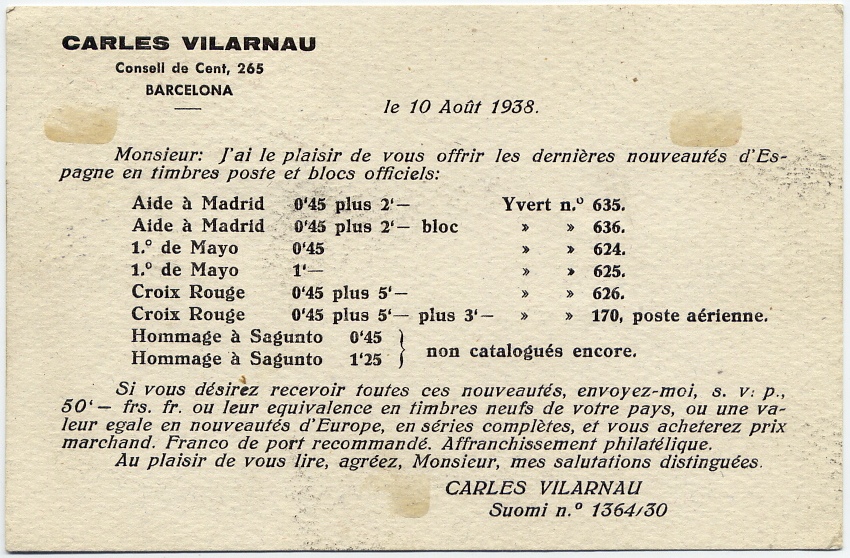 CARLES VILARNAU
Consell de Cent, 265
BARCELONA
le 10 Août 1938.
Monsieur: J'ai le plaisir de vous offrir les dernières nouveautés d'Es-
pagne en timbres poste et blocs officiels:
Aide à Madrid 0'45 plus 2'— Yvert n.º 635.
Aide à Madrid 0'45 plus 2'— bloc » » 636.
1.º de Mayo 0'45 » » 624.
1.º de Mayo 1'— » » 625.
Croix Rouge 0'45 plus 5'— » » 626.
Croix Rouge 0'45 plus 5'— plus 3'— » » 170, poste aérienne.
Hommage à Sagunto 0'45
Hommage à Sagunto 1'25 } non catalogués encore.
Si vous désirez recevoir toutes ces nouveautés, envoyez-moi, s. v: p.,
50'— frs. fr. ou leur equivalence en timbres neufs de votre pays, ou une va-
leur egale en nouveautés d'Europe, en séries complètes, et vous acheterez prix
marchand. Franco de port recommandé. Affranchissement philatélique.
Au plaisir de vous lire, agréez, Monsieur, mes salutations distinguées.
CARLES VILARNAU
Suomi n.º 1364/30